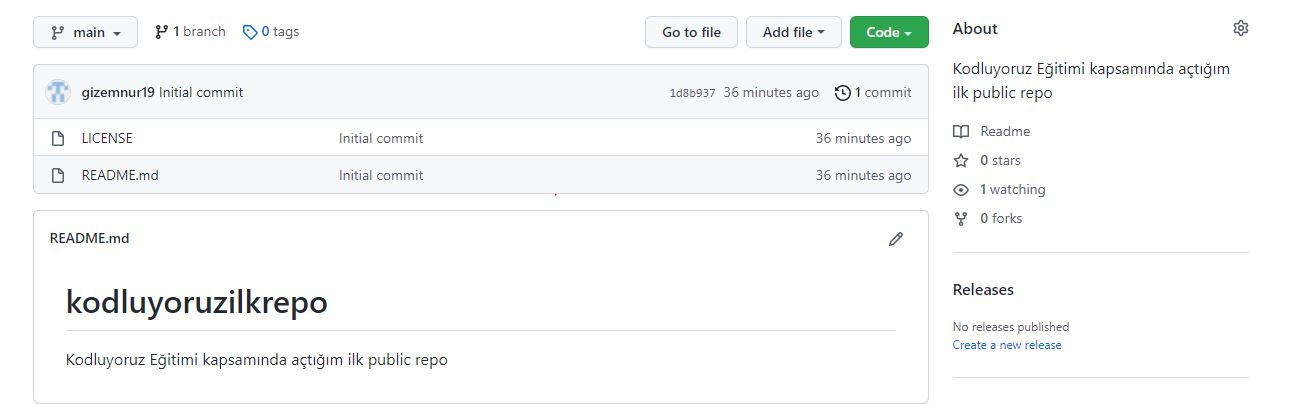 main
1 branch
0 tags
Go to file
Add file
Code
gizemnur19 Initial commit
1d8b937 36 minutes ago
1 commit
LICENSE Initial commit 36 minutes ago
README.md Initial commit 36 minutes ago
README.md
kodluyoruzilkrepo
Kodluyoruz Eğitimi kapsamında açtığım ilk public repo
About
Kodluyoruz Eğitimi kapsamında açtığım
ilk public repo
Readme
0 stars
1 watching
0 forks
Releases
No releases published
Create a new release